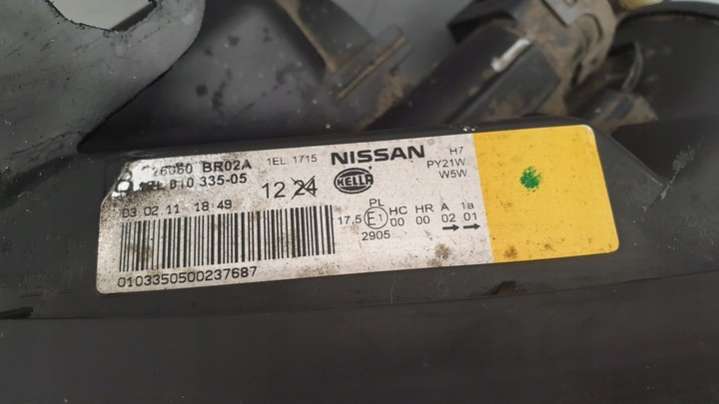 26060 BR02A 1EL 1715 NISSAN H7
PY21W
W5W
010 335-05
12 24 HELLA
03.02.11 18:49
PL
17,5 E1 HC HR A 1a
00 00 02 01
2905
→→
0103350500237687